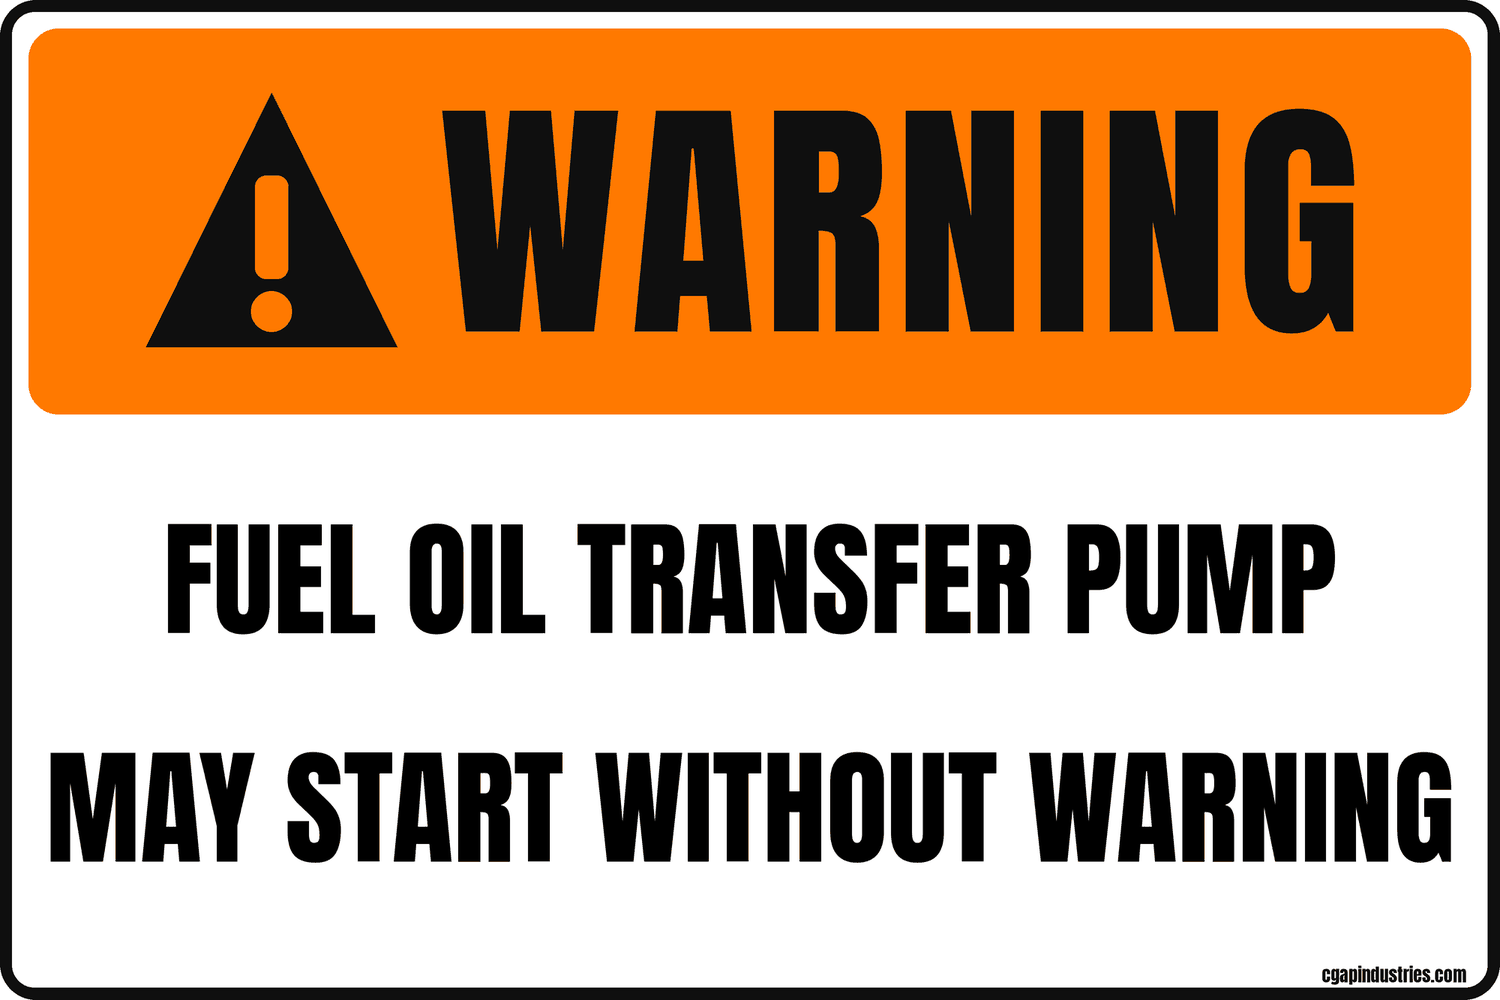 WARNING
FUEL OIL TRANSFER PUMP
MAY START WITHOUT WARNING
cgapindustries.com